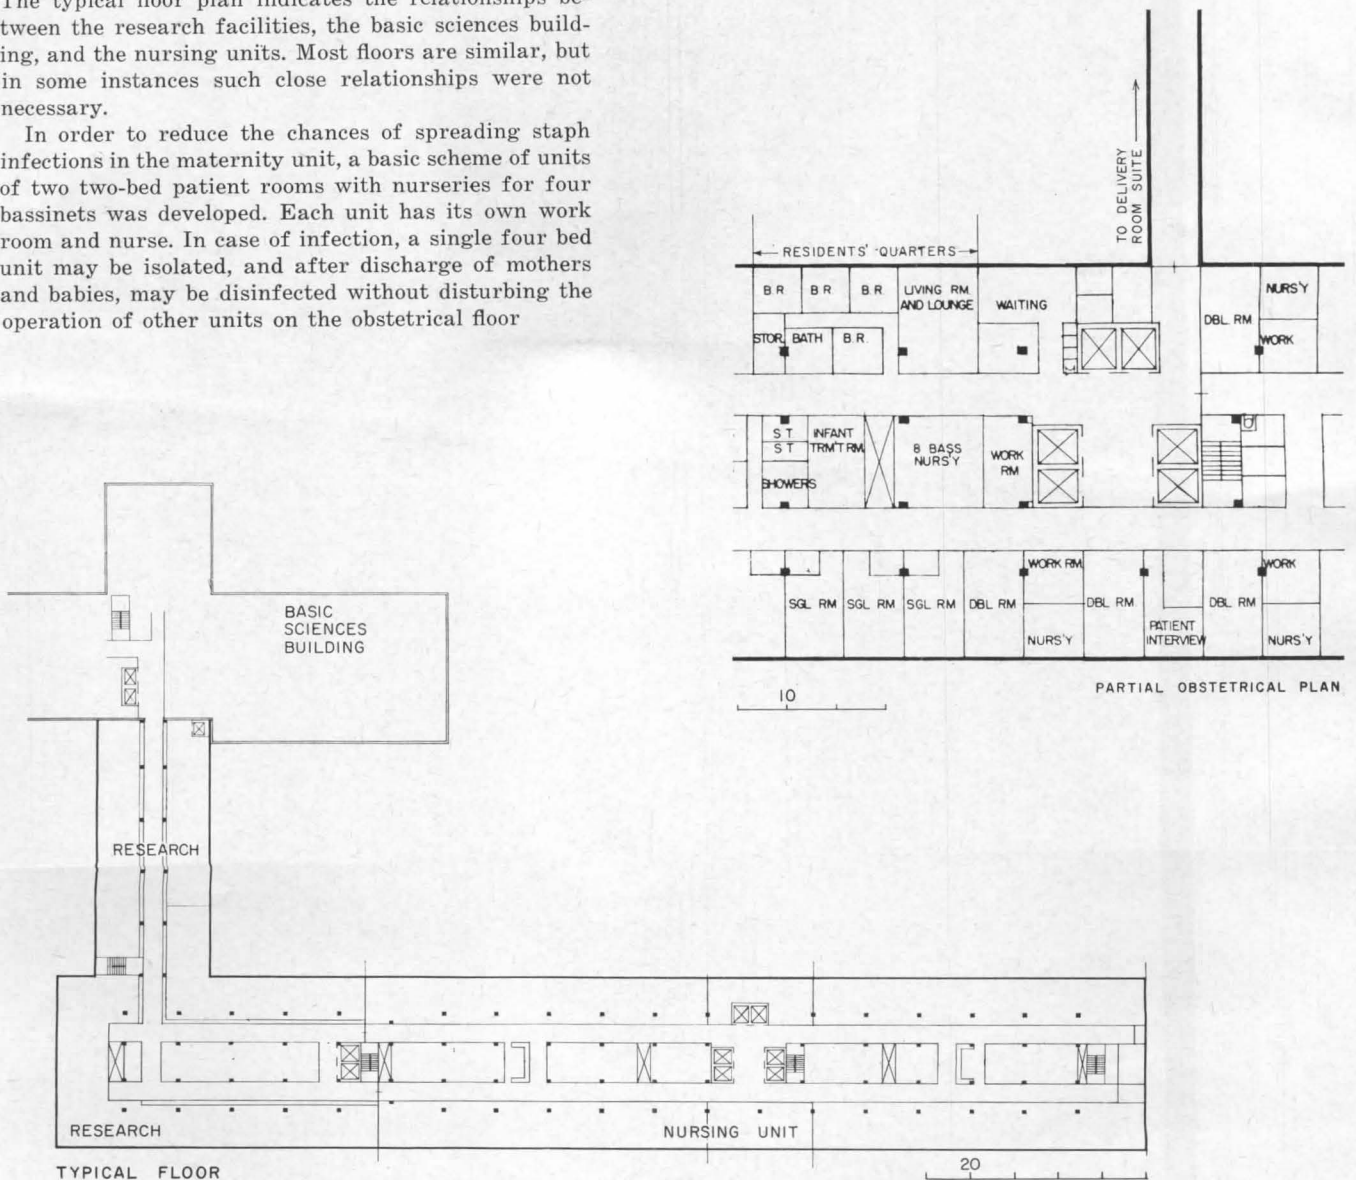 The typical floor plan indicates the relationships be-
tween the research facilities, the basic sciences build-
ing, and the nursing units. Most floors are similar, but
in some instances such close relationships were not
necessary.
In order to reduce the chances of spreading staph
infections in the maternity unit, a basic scheme of units
of two two-bed patient rooms with nurseries for four
bassinets was developed. Each unit has its own work
room and nurse. In case of infection, a single four bed
unit may be isolated, and after discharge of mothers
and babies, may be disinfected without disturbing the
operation of other units on the obstetrical floor
TO DELIVERY
ROOM SUITE
RESIDENTS' QUARTERS
B.R. B.R. B.R. LIVING RM. AND LOUNGE WAITING
DBL. RM. NURS'Y
STOR. BATH B.R. WORK
S T INFANT TRM'T RM. 8 BASS NURS'Y WORK RM
S T
SHOWERS
WORK RM. WORK
SGL RM SGL RM SGL RM DBL RM DBL RM DBL RM
NURS'Y PATIENT INTERVIEW NURS'Y
10
PARTIAL OBSTETRICAL PLAN
BASIC
SCIENCES
BUILDING
RESEARCH
RESEARCH
NURSING UNIT
TYPICAL FLOOR
20